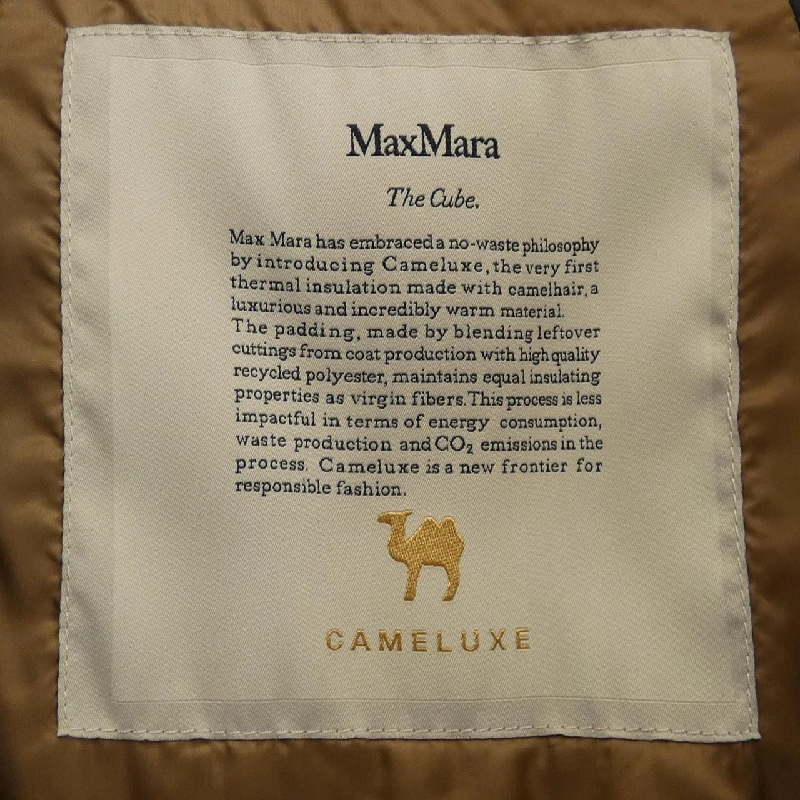 MaxMara
The Cube.
Max Mara has embraced a no-waste philosophy
by introducing Cameluxe, the very first
thermal insulation made with camelhair, a
luxurious and incredibly warm material.
The padding, made by blending leftover
cuttings from coat production with high quality
recycled polyester, maintains equal insulating
properties as virgin fibers. This process is less
impactful in terms of energy consumption,
waste production and CO₂ emissions in the
process. Cameluxe is a new frontier for
responsible fashion.
CAMELUXE